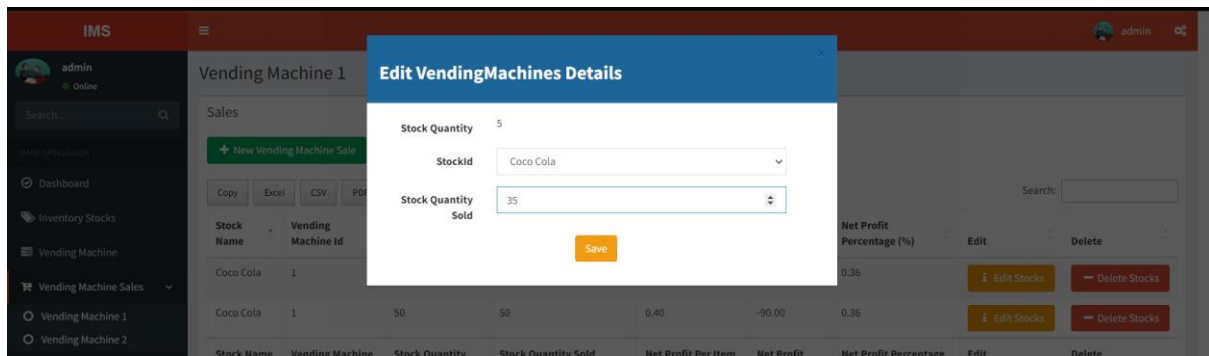 IMS
admin
admin
Online
Search...
MAIN NAVIGATION
Dashboard
Inventory Stocks
Vending Machine
Vending Machine Sales
Vending Machine 1
Vending Machine 2
Vending Machine 1
Sales
+ New Vending Machine Sale
Copy Excel CSV PDF
Search:
Edit VendingMachines Details
×
Stock Quantity 5
StockId Coco Cola
Stock Quantity Sold 35
Save
Stock Name Vending Machine Id Net Profit Percentage (%) Edit Delete
Coco Cola 1 0.36 Edit Stocks Delete Stocks
Coco Cola 1 50 50 0.40 -90.00 0.36 Edit Stocks Delete Stocks
Stock Name Vending Machine Stock Quantity Stock Quantity Sold Net Profit Per Item Net Profit Net Profit Percentage Edit Delete